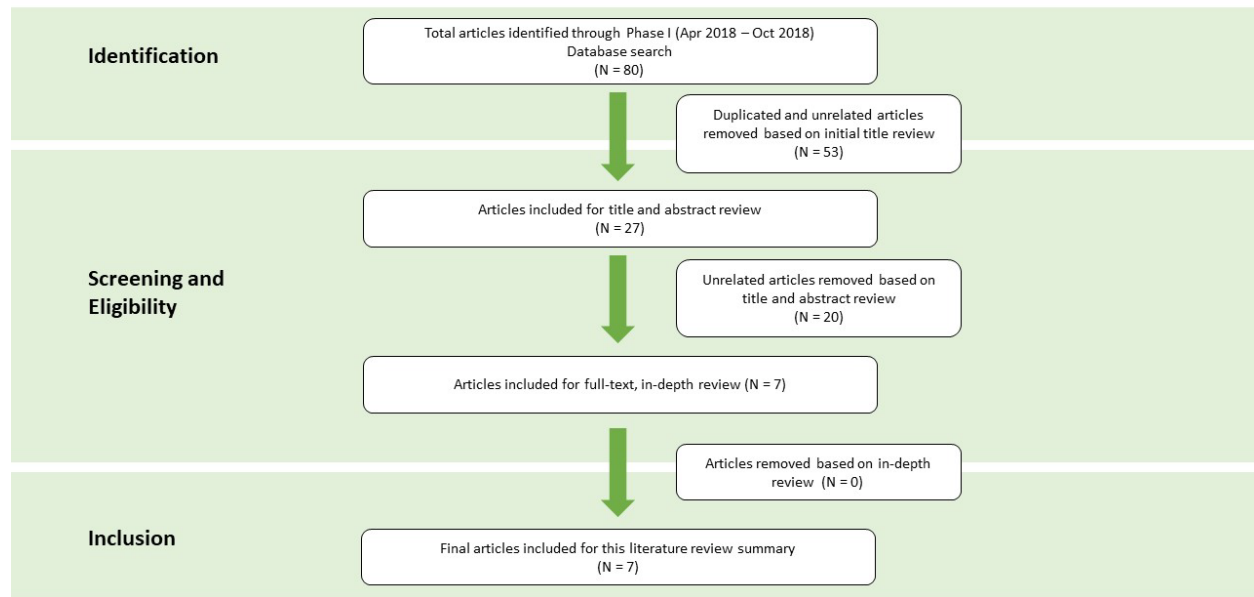 Identification
Total articles identified through Phase I (Apr 2018 – Oct 2018)
Database search
(N = 80)
Duplicated and unrelated articles
removed based on initial title review
(N = 53)
Articles included for title and abstract review
(N = 27)
Screening and
Eligibility
Unrelated articles removed based on
title and abstract review
(N = 20)
Articles included for full-text, in-depth review (N = 7)
Articles removed based on in-depth
review (N = 0)
Inclusion
Final articles included for this literature review summary
(N = 7)